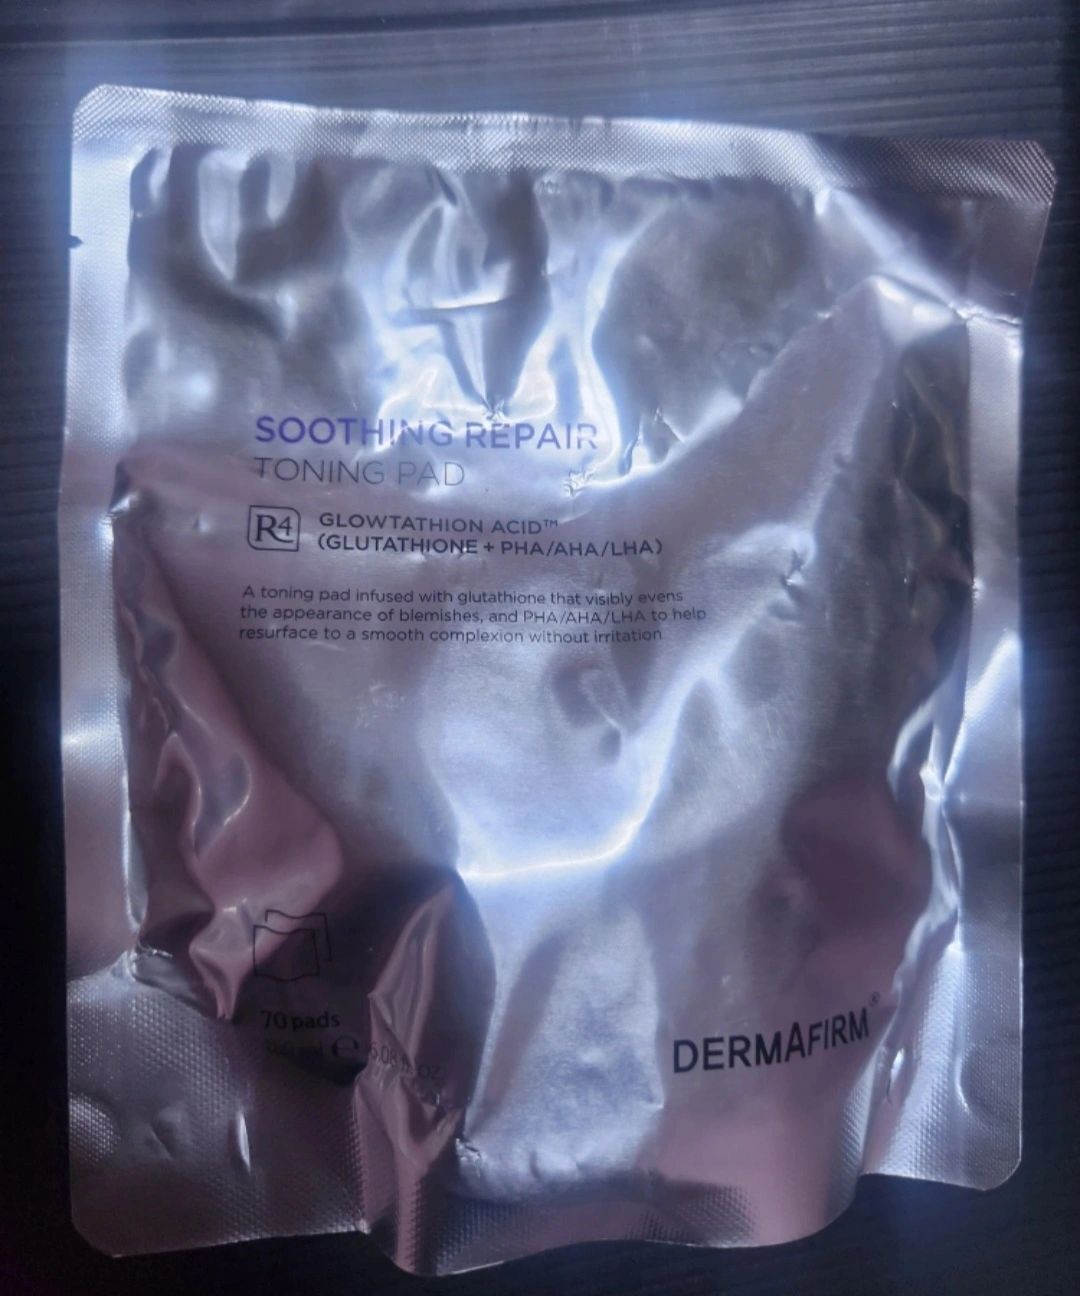 SOOTHING REPAIR
TONING PAD
R4
GLOWTATHION ACID™
(GLUTATHIONE + PHA/AHA/LHA)
A toning pad infused with glutathione that visibly evens
the appearance of blemishes, and PHA/AHA/LHA to help
resurface to a smooth complexion without irritation
70 pads
℮
OZ
DERMAFIRM®